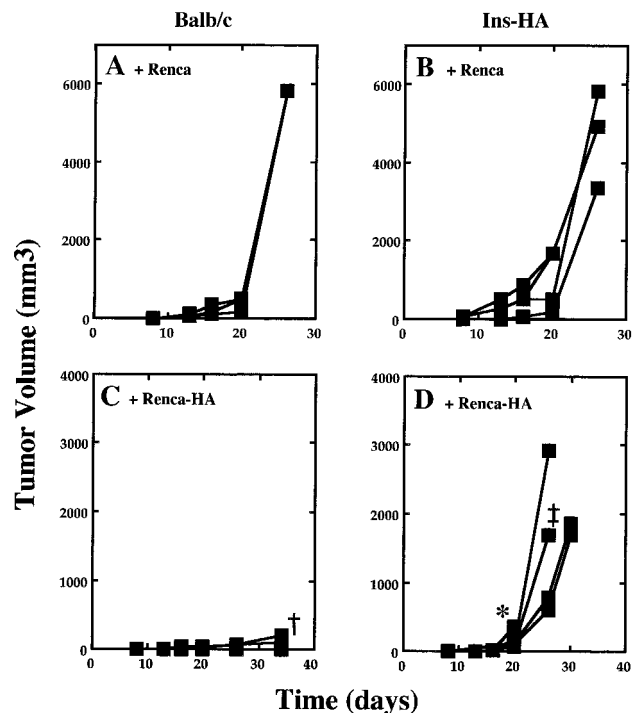 Balb/c
Ins-HA
A + Renca
6000
4000
2000
0
0 10 20 30
B + Renca
6000
4000
2000
0
0 10 20 30
Tumor Volume (mm3)
C + Renca-HA
4000
3000
2000
1000
0
0 10 20 30 40
†
D + Renca-HA
4000
3000
2000
1000
0
0 10 20 30 40
*
‡
Time (days)